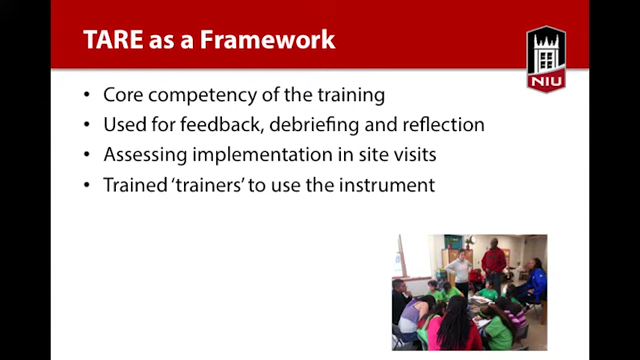 TARE as a Framework
NIU
• Core competency of the training
• Used for feedback, debriefing and reflection
• Assessing implementation in site visits
• Trained ‘trainers’ to use the instrument